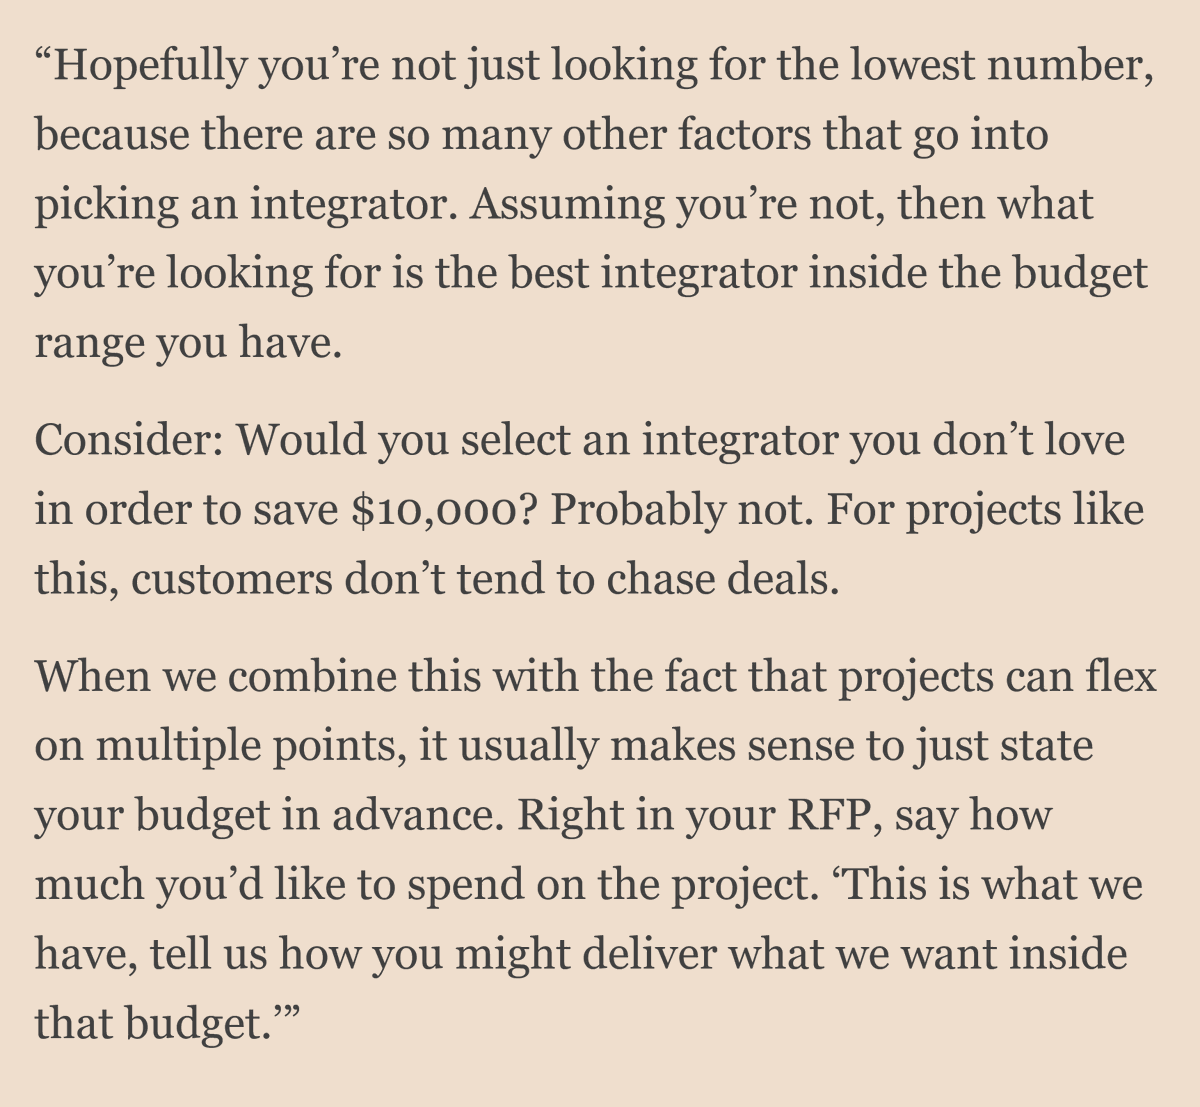 “Hopefully you’re not just looking for the lowest number,
because there are so many other factors that go into
picking an integrator. Assuming you’re not, then what
you’re looking for is the best integrator inside the budget
range you have.
Consider: Would you select an integrator you don’t love
in order to save $10,000? Probably not. For projects like
this, customers don’t tend to chase deals.
When we combine this with the fact that projects can flex
on multiple points, it usually makes sense to just state
your budget in advance. Right in your RFP, say how
much you’d like to spend on the project. ‘This is what we
have, tell us how you might deliver what we want inside
that budget.’”